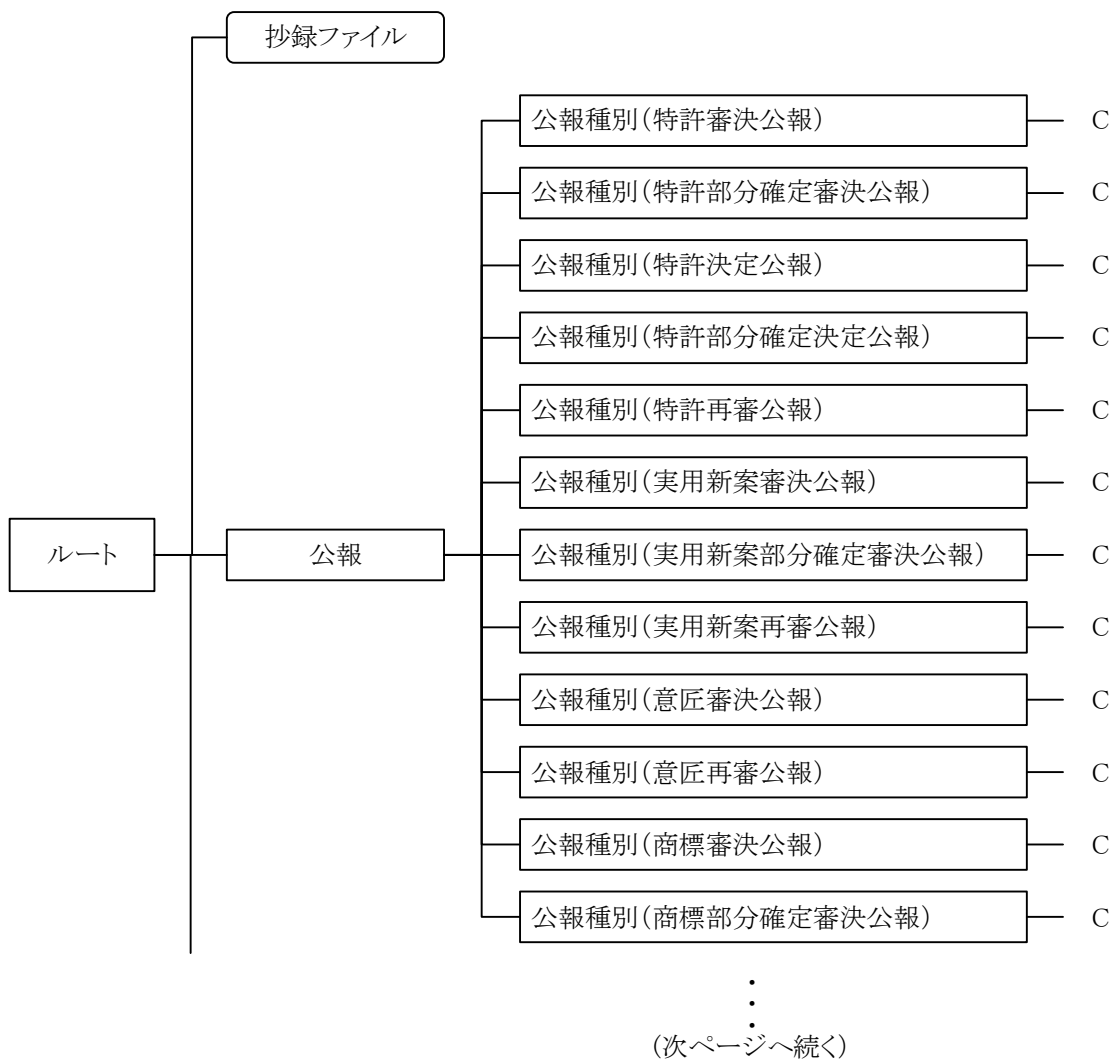 抄録ファイル
公報種別(特許審決公報) C
公報種別(特許部分確定審決公報) C
公報種別(特許決定公報) C
公報種別(特許部分確定決定公報) C
公報種別(特許再審公報) C
公報種別(実用新案審決公報) C
ルート 公報 公報種別(実用新案部分確定審決公報) C
公報種別(実用新案再審公報) C
公報種別(意匠審決公報) C
公報種別(意匠再審公報) C
公報種別(商標審決公報) C
公報種別(商標部分確定審決公報) C
(次ページへ続く)